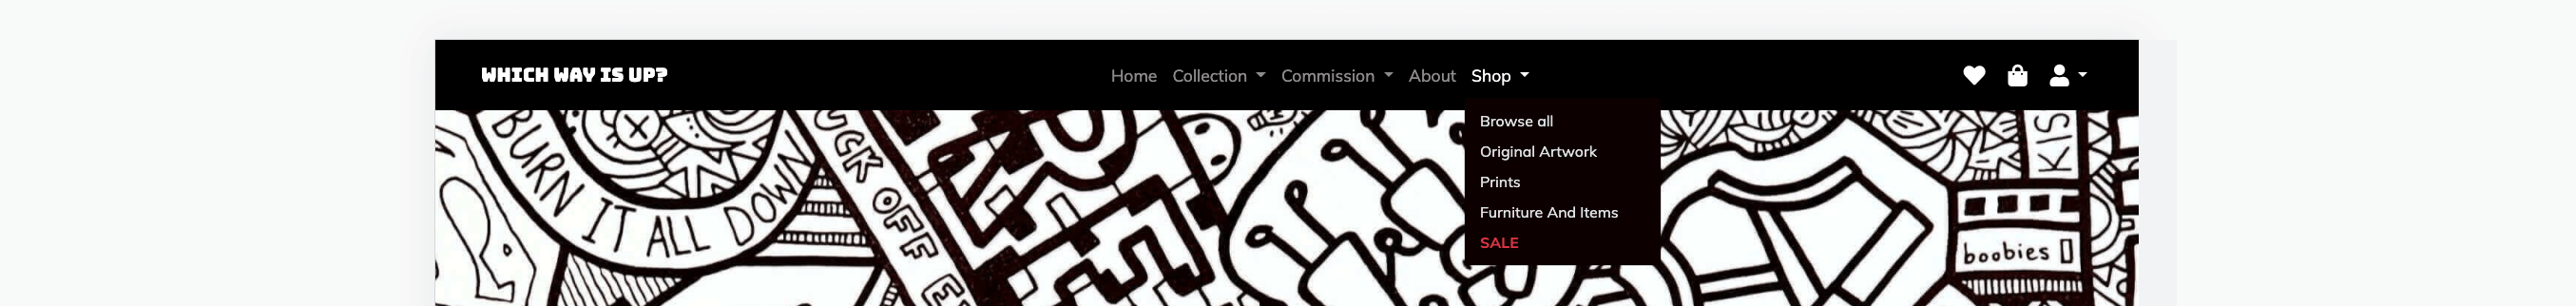 WHICH WAY IS UP?
Home Collection Commission About Shop
Browse all
Original Artwork
Prints
Furniture And Items
SALE
BURN IT ALL DOWN
UCK OFF E
KIS
boobies